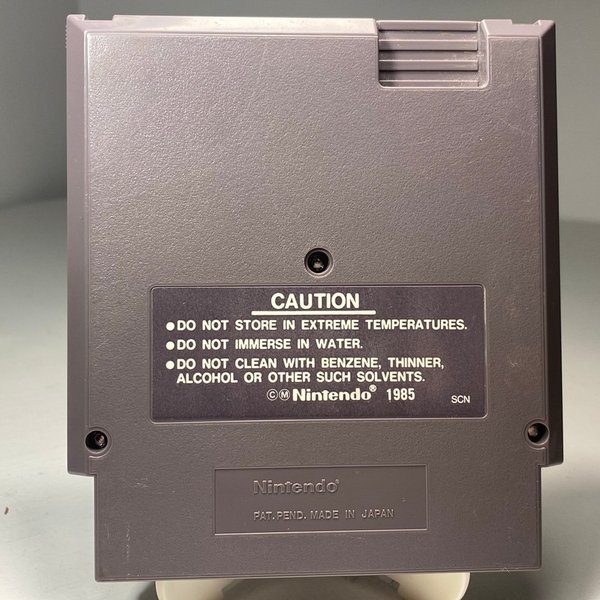 CAUTION
●DO NOT STORE IN EXTREME TEMPERATURES.
●DO NOT IMMERSE IN WATER.
●DO NOT CLEAN WITH BENZENE, THINNER,
ALCOHOL OR OTHER SUCH SOLVENTS.
ⒸⓂ Nintendo® 1985 SCN
Nintendo®
PAT. PEND. MADE IN JAPAN